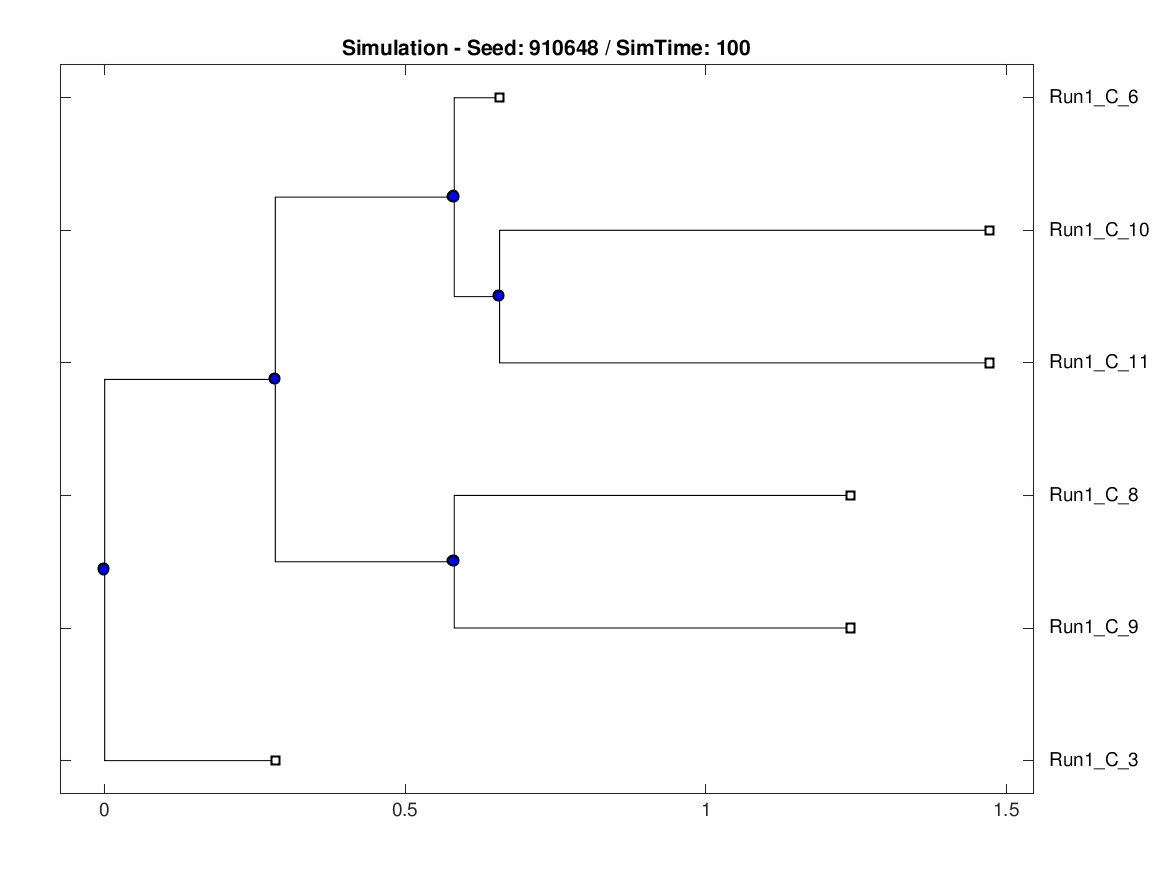 Simulation - Seed: 910648 / SimTime: 100
Run1_C_6
Run1_C_10
Run1_C_11
Run1_C_8
Run1_C_9
Run1_C_3
0 0.5 1 1.5